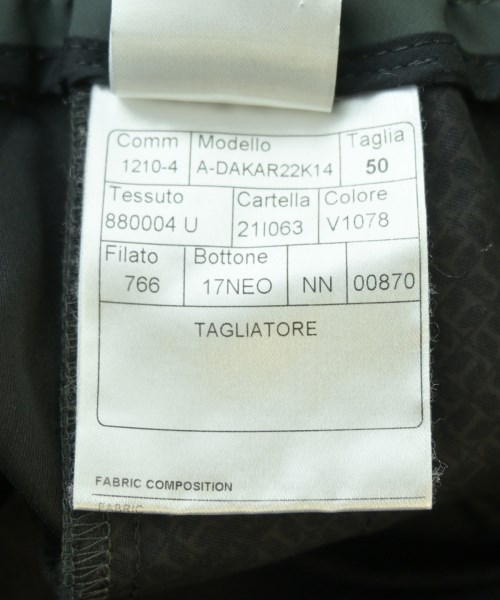 Comm Modello Taglia
1210-4 A-DAKAR22K14 50
Tessuto Cartella Colore
880004 U 21I063 V1078
Filato Bottone
766 17NEO NN 00870
TAGLIATORE
FABRIC COMPOSITION
FABRIC